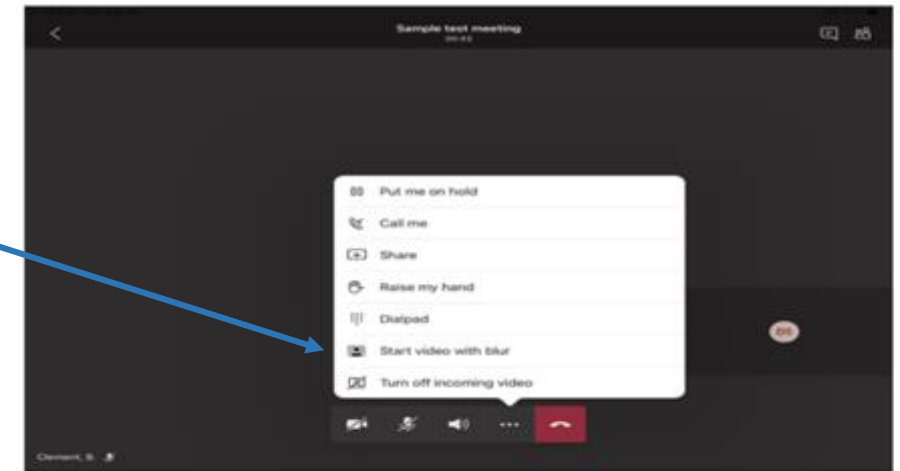 Sample test meeting
Put me on hold
Call me
Share
Raise my hand
Dialpad
Start video with blur
Turn off incoming video
DS
Clement, B.